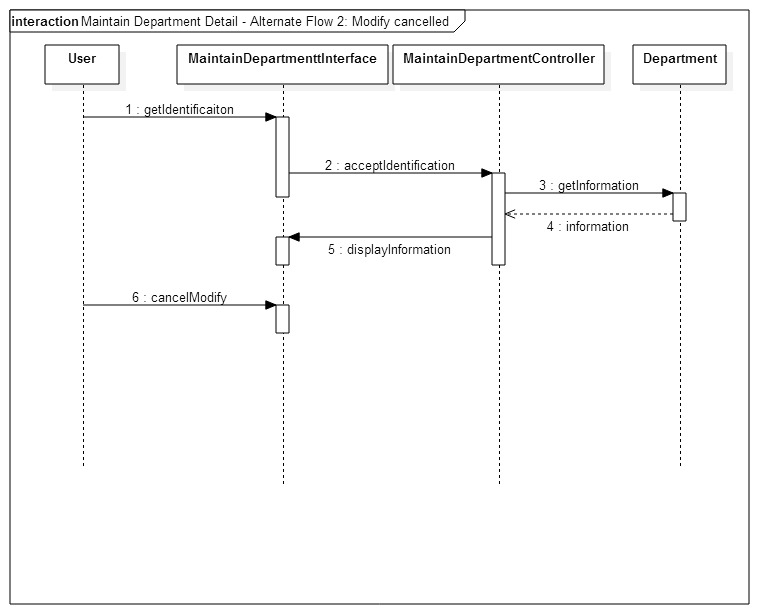 interaction Maintain Department Detail - Alternate Flow 2: Modify cancelled
User
MaintainDepartmenttInterface
MaintainDepartmentController
Department
1 : getIdentificaiton
2 : acceptIdentification
3 : getInformation
4 : information
5 : displayInformation
6 : cancelModify